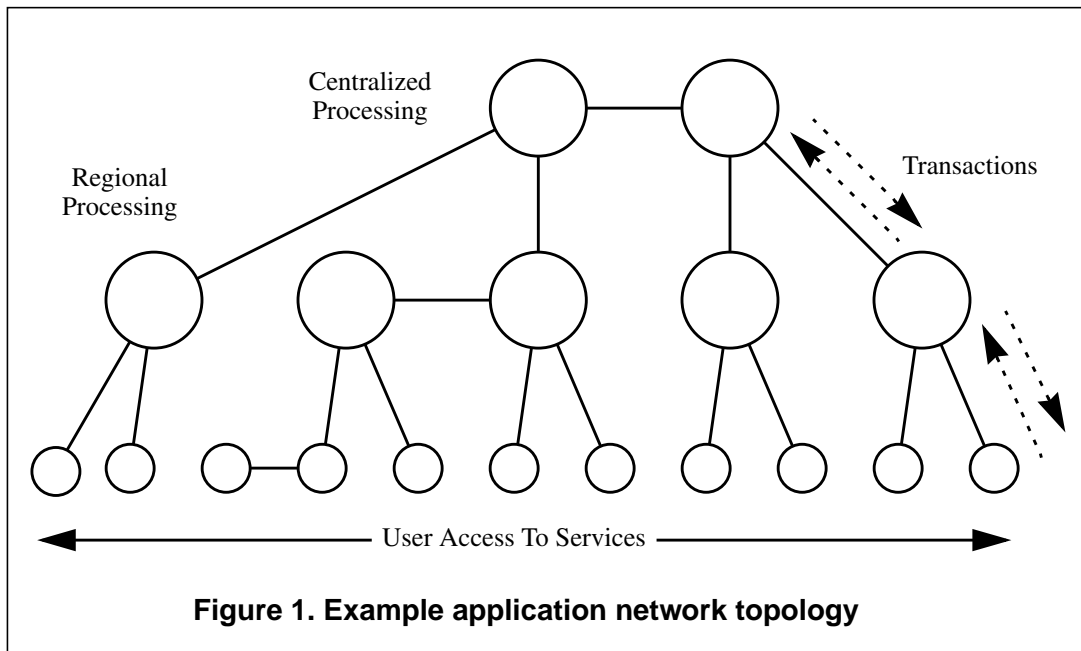 Centralized
Processing
Regional
Processing
Transactions
User Access To Services
Figure 1. Example application network topology